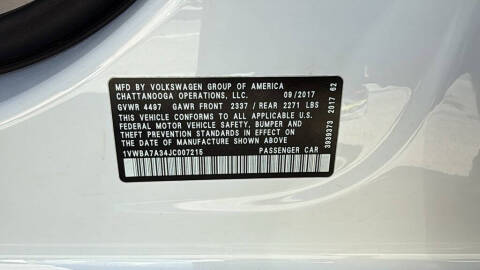 MFD BY VOLKSWAGEN GROUP OF AMERICA
CHATTANOOGA OPERATIONS, LLC. 09/2017
GVWR 4497 GAWR FRONT 2337 / REAR 2271 LBS
THIS VEHICLE CONFORMS TO ALL APPLICABLE U.S.
FEDERAL MOTOR VEHICLE SAFETY, BUMPER AND
THEFT PREVENTION STANDARDS IN EFFECT ON
THE DATE OF MANUFACTURE SHOWN ABOVE
1VWBA7A34JC007215 PASSENGER CAR
3939373 2017 62